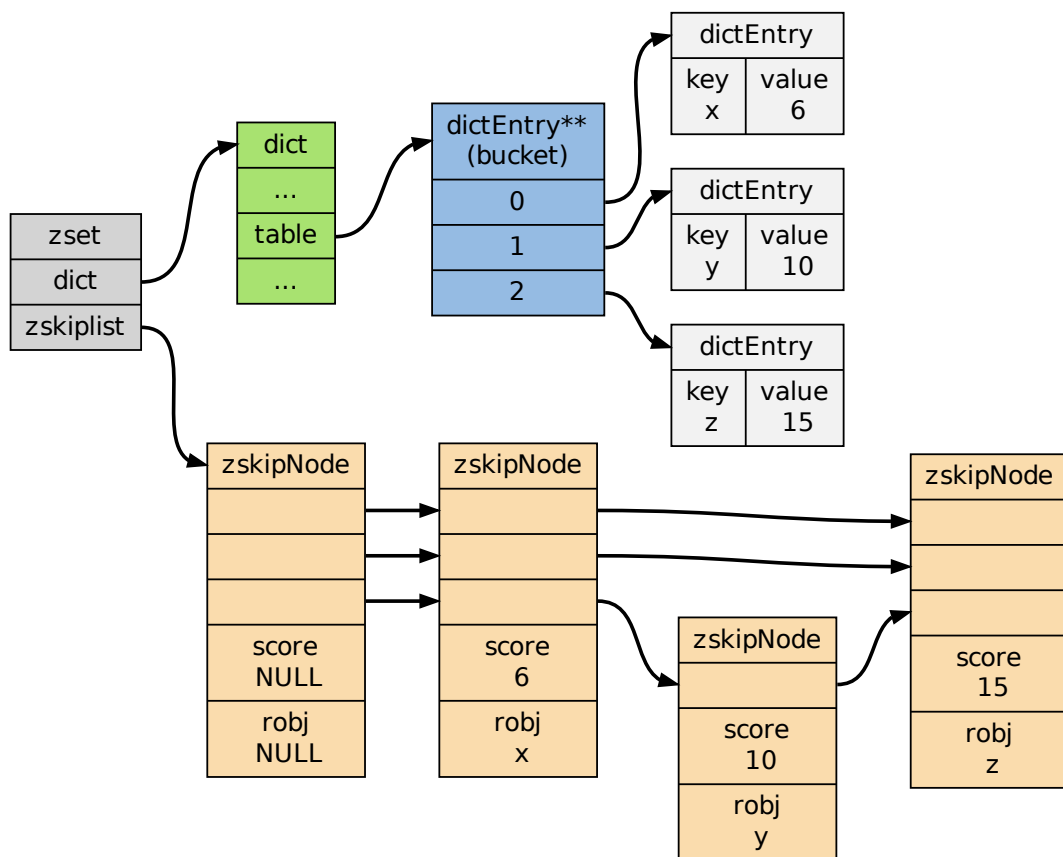 zset
dict
zskiplist
dict
...
table
...
dictEntry**
(bucket)
0
1
2
dictEntry
key
x
value
6
dictEntry
key
y
value
10
dictEntry
key
z
value
15
zskipNode
score
NULL
robj
NULL
zskipNode
score
6
robj
x
zskipNode
score
10
robj
y
zskipNode
score
15
robj
z